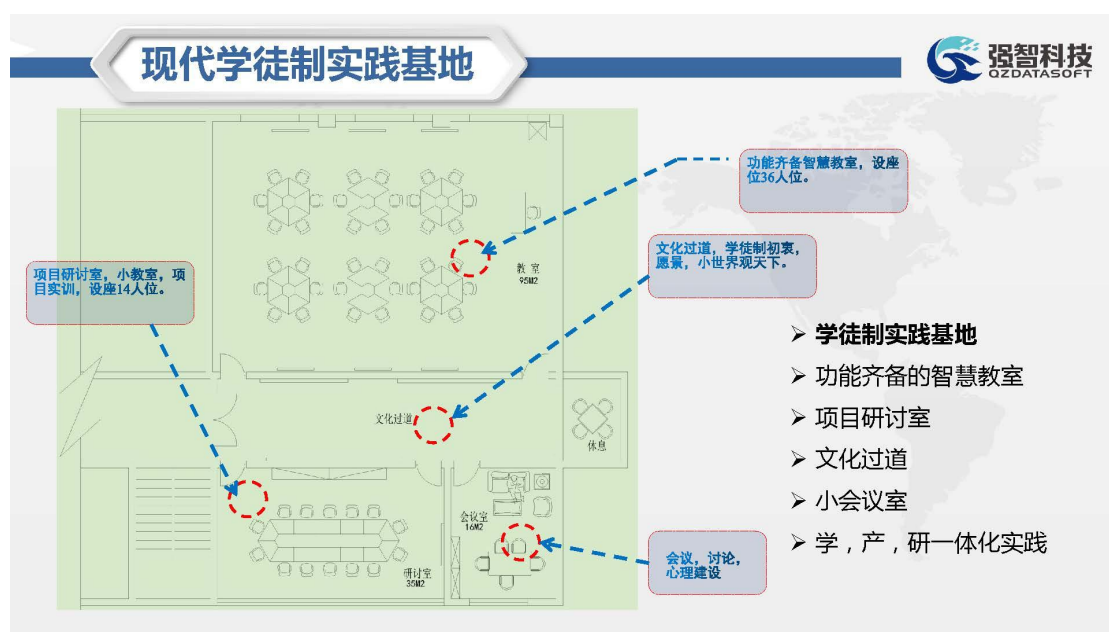 现代学徒制实践基地
强智科技
QZDATASOFT
功能齐备智慧教室，设座
位36人位。
文化过道，学徒制初衷，
愿景，小世界观天下。
项目研讨室，小教室，项
目实训，设座14人位。
教 室
95M2
文化过道
休息
会议室
16M2
研讨室
35M2
会议，讨论，
心理建设
➢ 学徒制实践基地
➢ 功能齐备的智慧教室
➢ 项目研讨室
➢ 文化过道
➢ 小会议室
➢ 学，产，研一体化实践